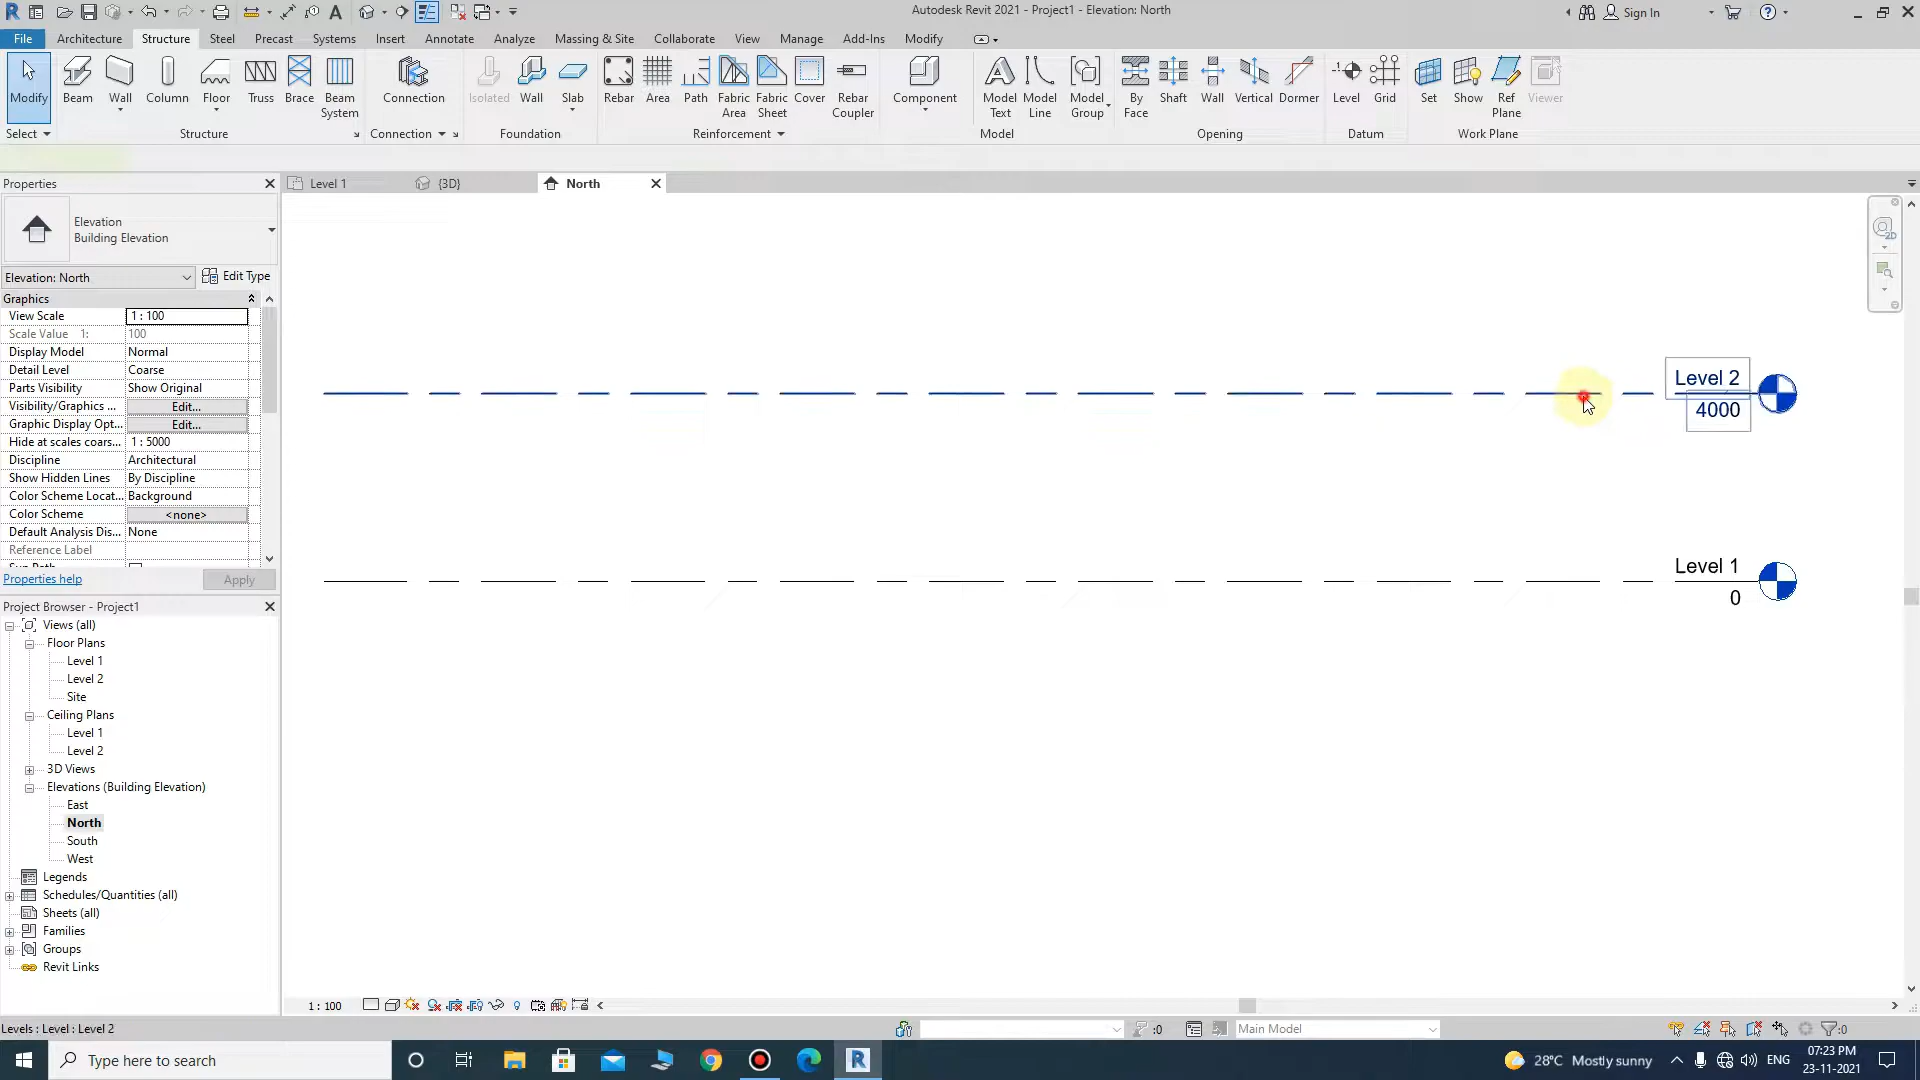 Autodesk Revit 2021 - Project1 - Elevation: North
Sign In
File Architecture Structure Steel Precast Systems Insert Annotate Analyze Massing & Site Collaborate View Manage Add-Ins Modify
Modify Beam Wall Column Floor Truss Brace Beam System Connection Isolated Wall Slab Rebar Area Path Fabric Area Fabric Sheet Cover Rebar Coupler Component Model Text Model Line Model Group By Face Shaft Wall Vertical Dormer Level Grid Set Show Ref Plane Viewer
Select Structure Connection Foundation Reinforcement Model Opening Datum Work Plane
Properties
Level 1 {3D} North
Elevation
Building Elevation
Elevation: North Edit Type
Graphics
View Scale 1 : 100
Scale Value 1: 100
Display Model Normal
Detail Level Coarse
Parts Visibility Show Original
Visibility/Graphics ... Edit...
Graphic Display Opt... Edit...
Hide at scales coars... 1 : 5000
Discipline Architectural
Show Hidden Lines By Discipline
Color Scheme Locat... Background
Color Scheme <none>
Default Analysis Dis... None
Reference Label
Properties help Apply
Level 2
4000
Level 1
0
Project Browser - Project1
Views (all)
Floor Plans
Level 1
Level 2
Site
Ceiling Plans
Level 1
Level 2
3D Views
Elevations (Building Elevation)
East
North
South
West
Legends
Schedules/Quantities (all)
Sheets (all)
Families
Groups
Revit Links
1 : 100
Levels : Level : Level 2
:0
Main Model
:0
Type here to search
28°C Mostly sunny
ENG
07:23 PM
23-11-2021